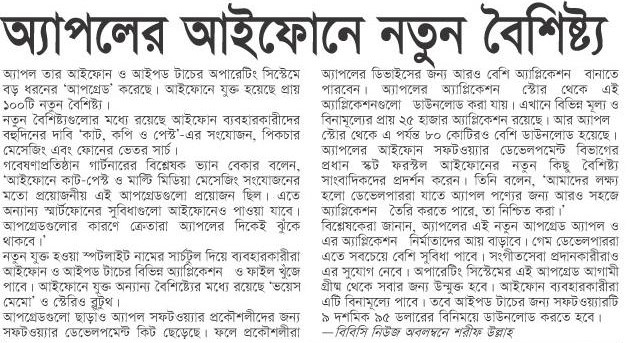 অ্যাপলের আইফোনে নতুন বৈশিষ্ট্য
অ্যাপল তার আইফোন ও আইপড টাচের অপারেটিং সিস্টেমে
বড় ধরনের ‘আপগ্রেড’ করেছে। আইফোনে যুক্ত হয়েছে প্রায়
১০০টি নতুন বৈশিষ্ট্য।
নতুন বৈশিষ্ট্যগুলোর মধ্যে রয়েছে আইফোন ব্যবহারকারীদের
বহুদিনের দাবি ‘কাট, কপি ও পেস্ট’-এর সংযোজন, পিকচার
মেসেজিং এবং ফোনের ভেতর সার্চ।
গবেষণাপ্রতিষ্ঠান গার্টনারের বিশ্লেষক ভ্যান বেকার বলেন,
‘আইফোনে কাট-পেস্ট ও মাল্টি মিডিয়া মেসেজিং সংযোজনের
মতো প্রয়োজনীয় এই আপগ্রেডগুলো প্রয়োজন ছিল। এতে
অন্যান্য স্মার্টফোনের সুবিধাগুলো আইফোনেও পাওয়া যাবে।
আপগ্রেডগুলোর কারণে ক্রেতারা অ্যাপলের দিকেই ঝুঁকে
থাকবে।’
নতুন যুক্ত হওয়া স্পটলাইট নামের সার্চটুল দিয়ে ব্যবহারকারীরা
আইফোন ও আইপড টাচের বিভিন্ন অ্যাপ্লিকেশন ও ফাইল খুঁজে
পাবে। আইফোনে যুক্ত অন্যান্য বৈশিষ্ট্যের মধ্যে রয়েছে ‘ভয়েস
মেমো’ ও স্টেরিও ব্লুটুথ।
আপগ্রেডগুলো ছাড়াও অ্যাপল সফটওয়্যার প্রকৌশলীদের জন্য
সফটওয়্যার ডেভেলপমেন্ট কিট ছেড়েছে। ফলে প্রকৌশলীরা
অ্যাপলের ডিভাইসের জন্য আরও বেশি অ্যাপ্লিকেশন বানাতে
পারবেন। অ্যাপলের অ্যাপ্লিকেশন স্টোর থেকে এই
অ্যাপ্লিকেশনগুলো ডাউনলোড করা যায়। এখানে বিভিন্ন মূল্য ও
বিনামূল্যের প্রায় ২৫ হাজার অ্যাপ্লিকেশন রয়েছে। আর অ্যাপল
স্টোর থেকে এ পর্যন্ত ৮০ কোটিরও বেশি ডাউনলোড হয়েছে।
অ্যাপলের আইফোন সফটওয়্যার ডেভেলপমেন্ট বিভাগের
প্রধান স্কট ফরস্টল আইফোনের নতুন কিছু বৈশিষ্ট্য
সাংবাদিকদের প্রদর্শন করেন। তিনি বলেন, ‘আমাদের লক্ষ্য
হলো ডেভেলপাররা যাতে অ্যাপল পণ্যের জন্য আরও সহজে
অ্যাপ্লিকেশন তৈরি করতে পারে, তা নিশ্চিত করা।’
বিশ্লেষকেরা জানান, অ্যাপলের এই নতুন আপগ্রেড অ্যাপল ও
এর অ্যাপ্লিকেশন নির্মাতাদের আয় বাড়াবে। গেম ডেভেলপাররা
এতে সবচেয়ে বেশি সুবিধা পাবে। সংগীতসেবা প্রদানকারীরাও
এর সুযোগ নেবে। অপারেটিং সিস্টেমের এই আপগ্রেড আগামী
গ্রীষ্ম থেকে সবার জন্য উন্মুক্ত হবে। আইফোন ব্যবহারকারীরা
এটি বিনামূল্যে পাবে। তবে আইপড টাচের জন্য সফটওয়্যারটি
৯ দশমিক ৯৫ ডলারের বিনিময়ে ডাউনলোড করতে হবে।
—বিবিসি নিউজ অবলম্বনে শরীফ উল্লাহ